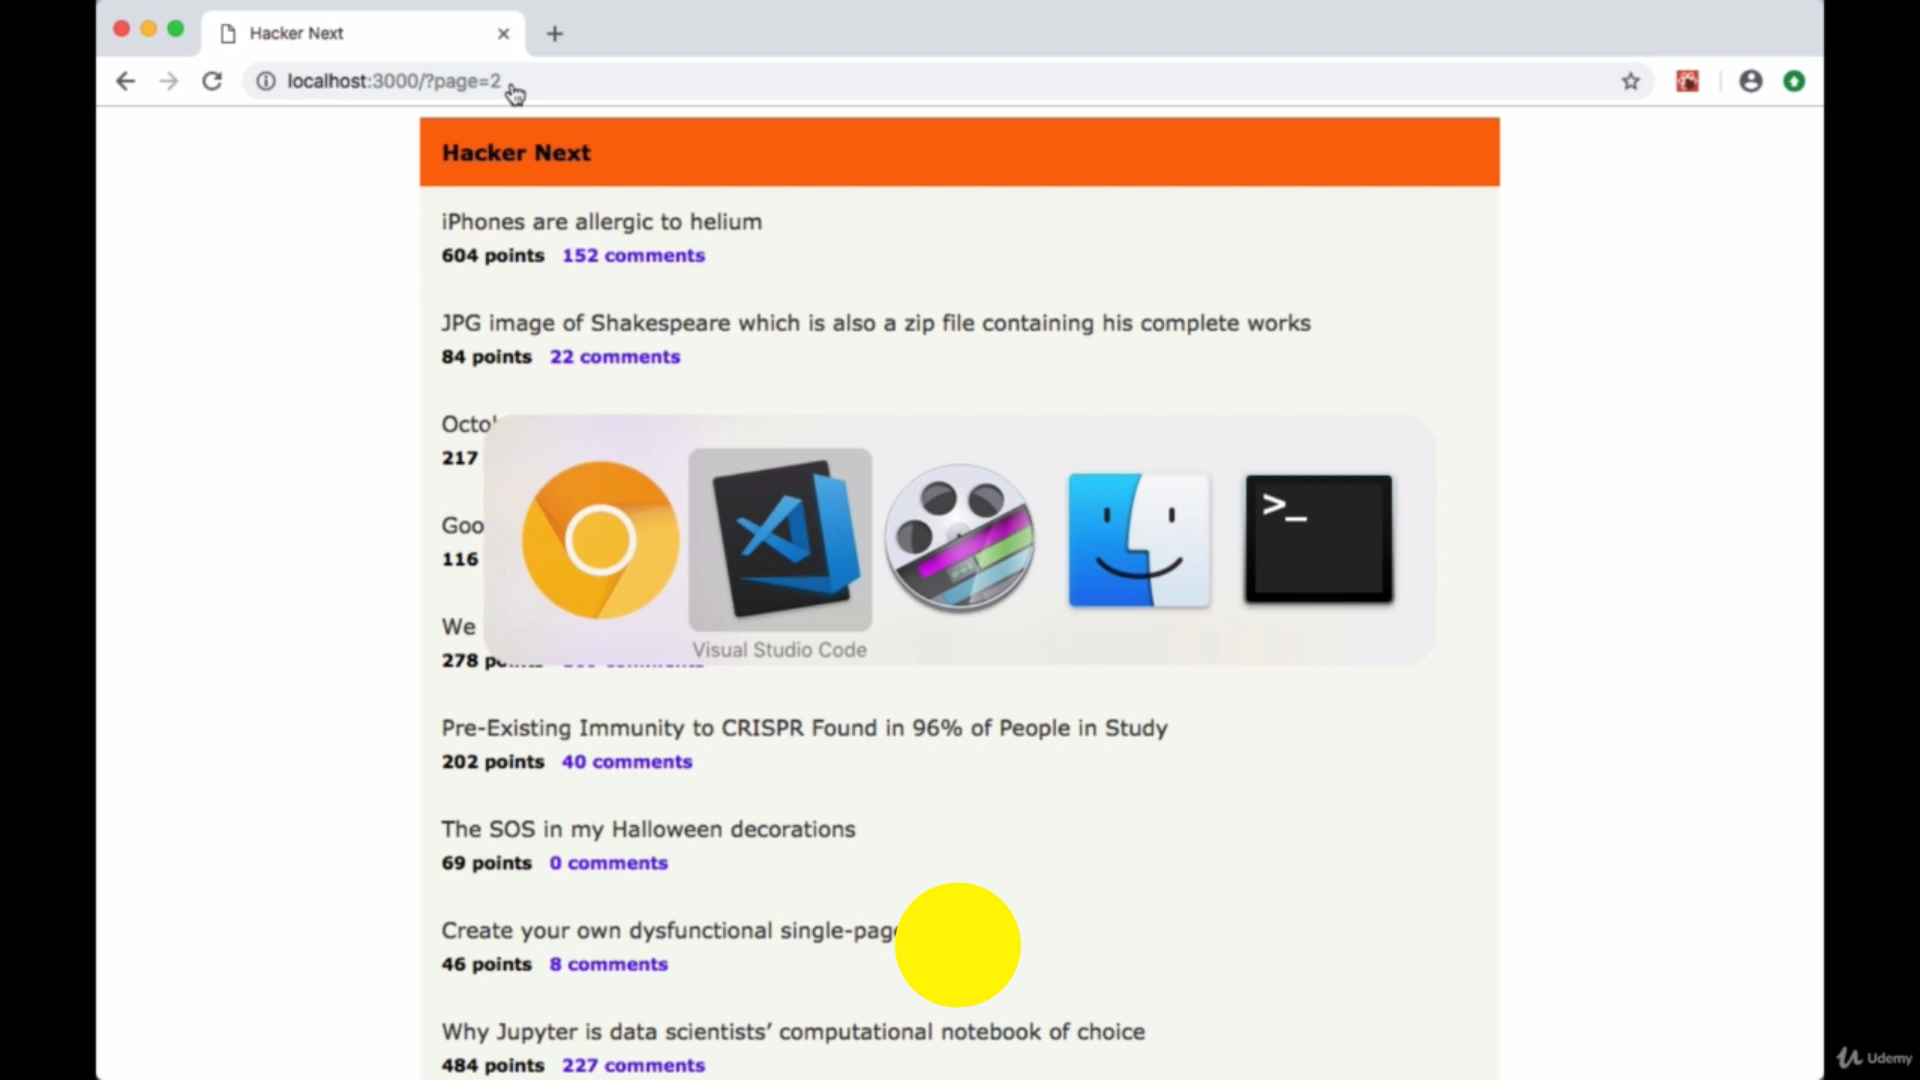 Hacker Next
localhost:3000/?page=2
Hacker Next
iPhones are allergic to helium
604 points 152 comments
JPG image of Shakespeare which is also a zip file containing his complete works
84 points 22 comments
217
116
We
278
Visual Studio Code
Pre-Existing Immunity to CRISPR Found in 96% of People in Study
202 points 40 comments
The SOS in my Halloween decorations
69 points 0 comments
Create your own dysfunctional single-page
46 points 8 comments
Why Jupyter is data scientists’ computational notebook of choice
484 points 227 comments
Udemy